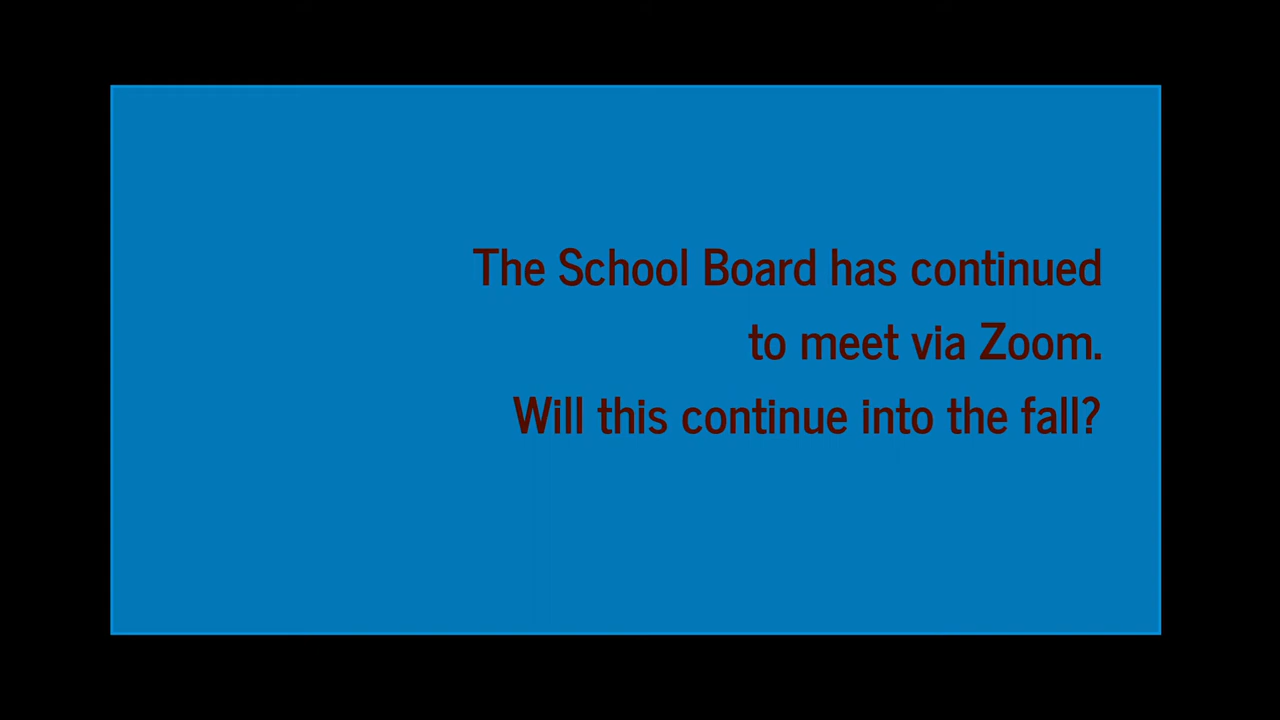 The School Board has continued
to meet via Zoom.
Will this continue into the fall?